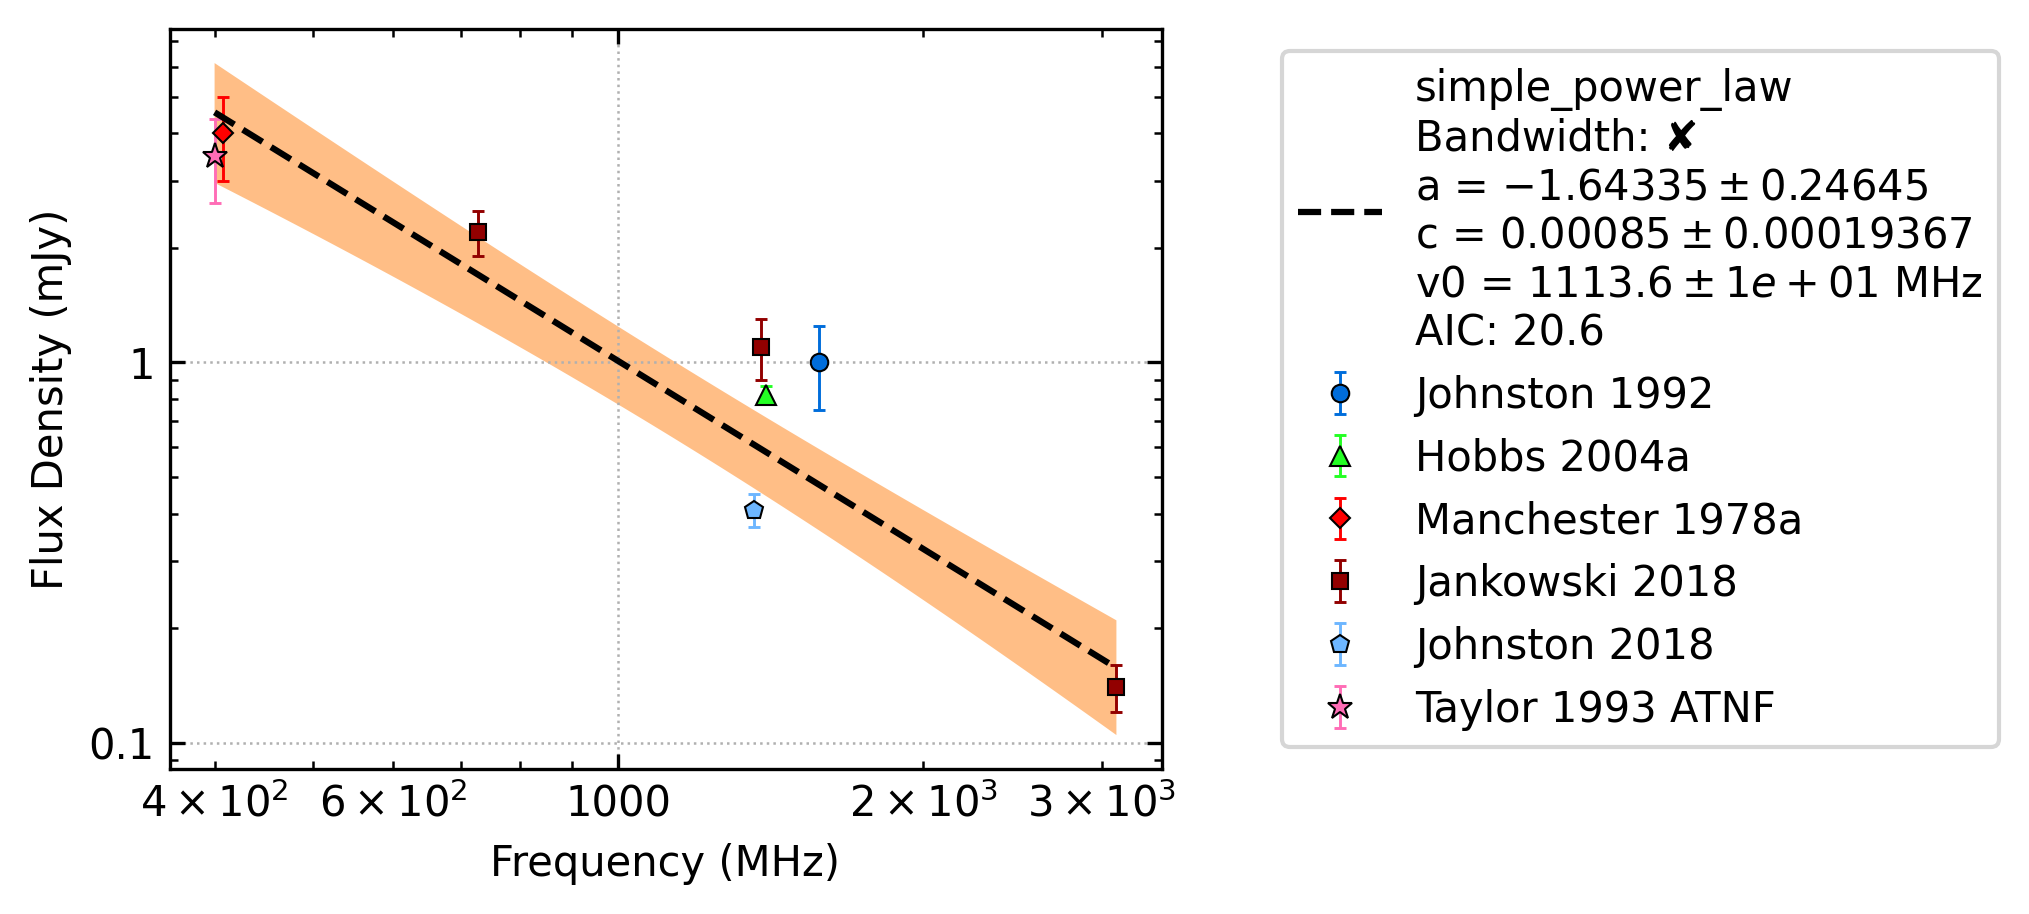 Flux Density (mJy)
1
0.1
4 × 10²
6 × 10²
1000
2 × 10³
3 × 10³
Frequency (MHz)
simple_power_law
Bandwidth: ✘
a = −1.64335 ± 0.24645
c = 0.00085 ± 0.00019367
v0 = 1113.6 ± 1e + 01 MHz
AIC: 20.6
Johnston 1992
Hobbs 2004a
Manchester 1978a
Jankowski 2018
Johnston 2018
Taylor 1993 ATNF